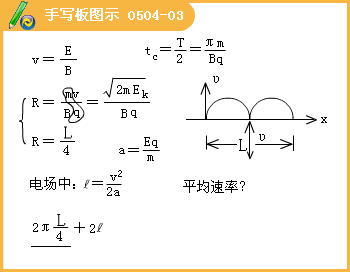 手写板图示 0504-03
v = E/B
t_c = T/2 = πm/Bq
R = mv/Bq = √(2mE_k)/Bq
R = L/4
a = Eq/m
υ
x
L
υ
电场中: ℓ = v²/2a
平均速率?
2π L/4 + 2ℓ